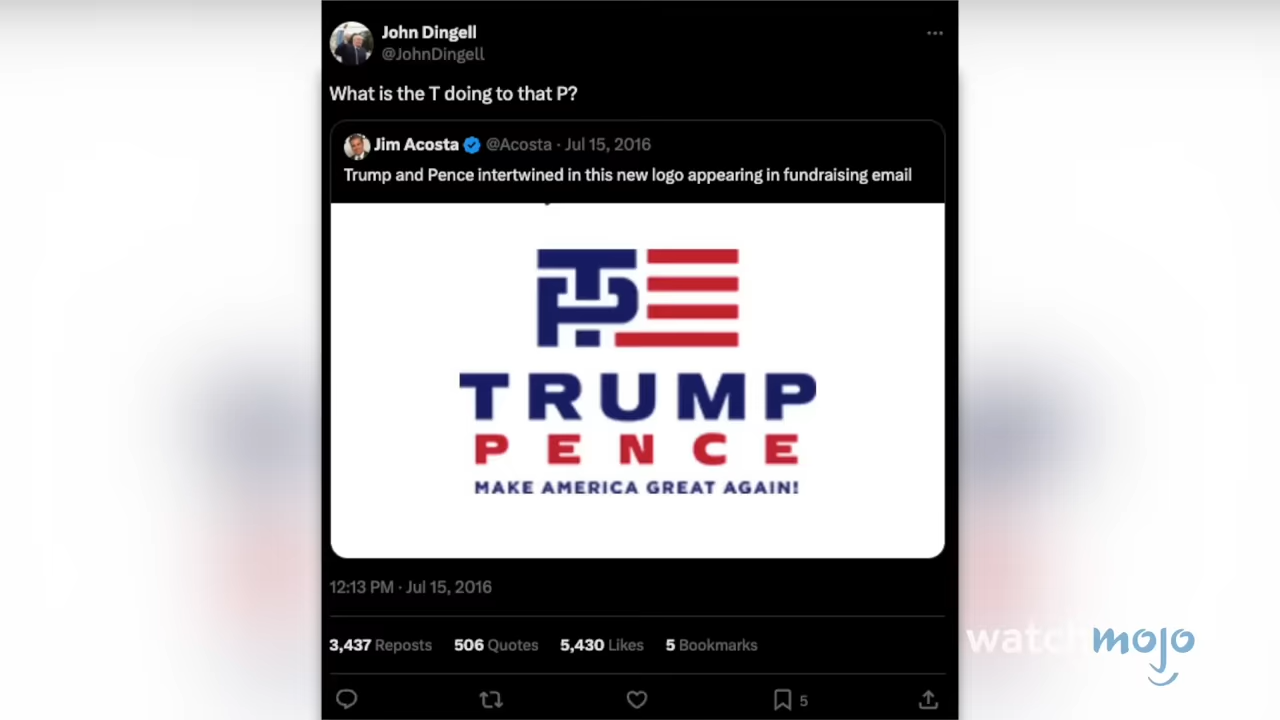 John Dingell
@JohnDingell
What is the T doing to that P?
Jim Acosta @Acosta · Jul 15, 2016
Trump and Pence intertwined in this new logo appearing in fundraising email
TP
TRUMP
PENCE
MAKE AMERICA GREAT AGAIN!
12:13 PM · Jul 15, 2016
3,437 Reposts 506 Quotes 5,430 Likes 5 Bookmarks
5
watchmojo